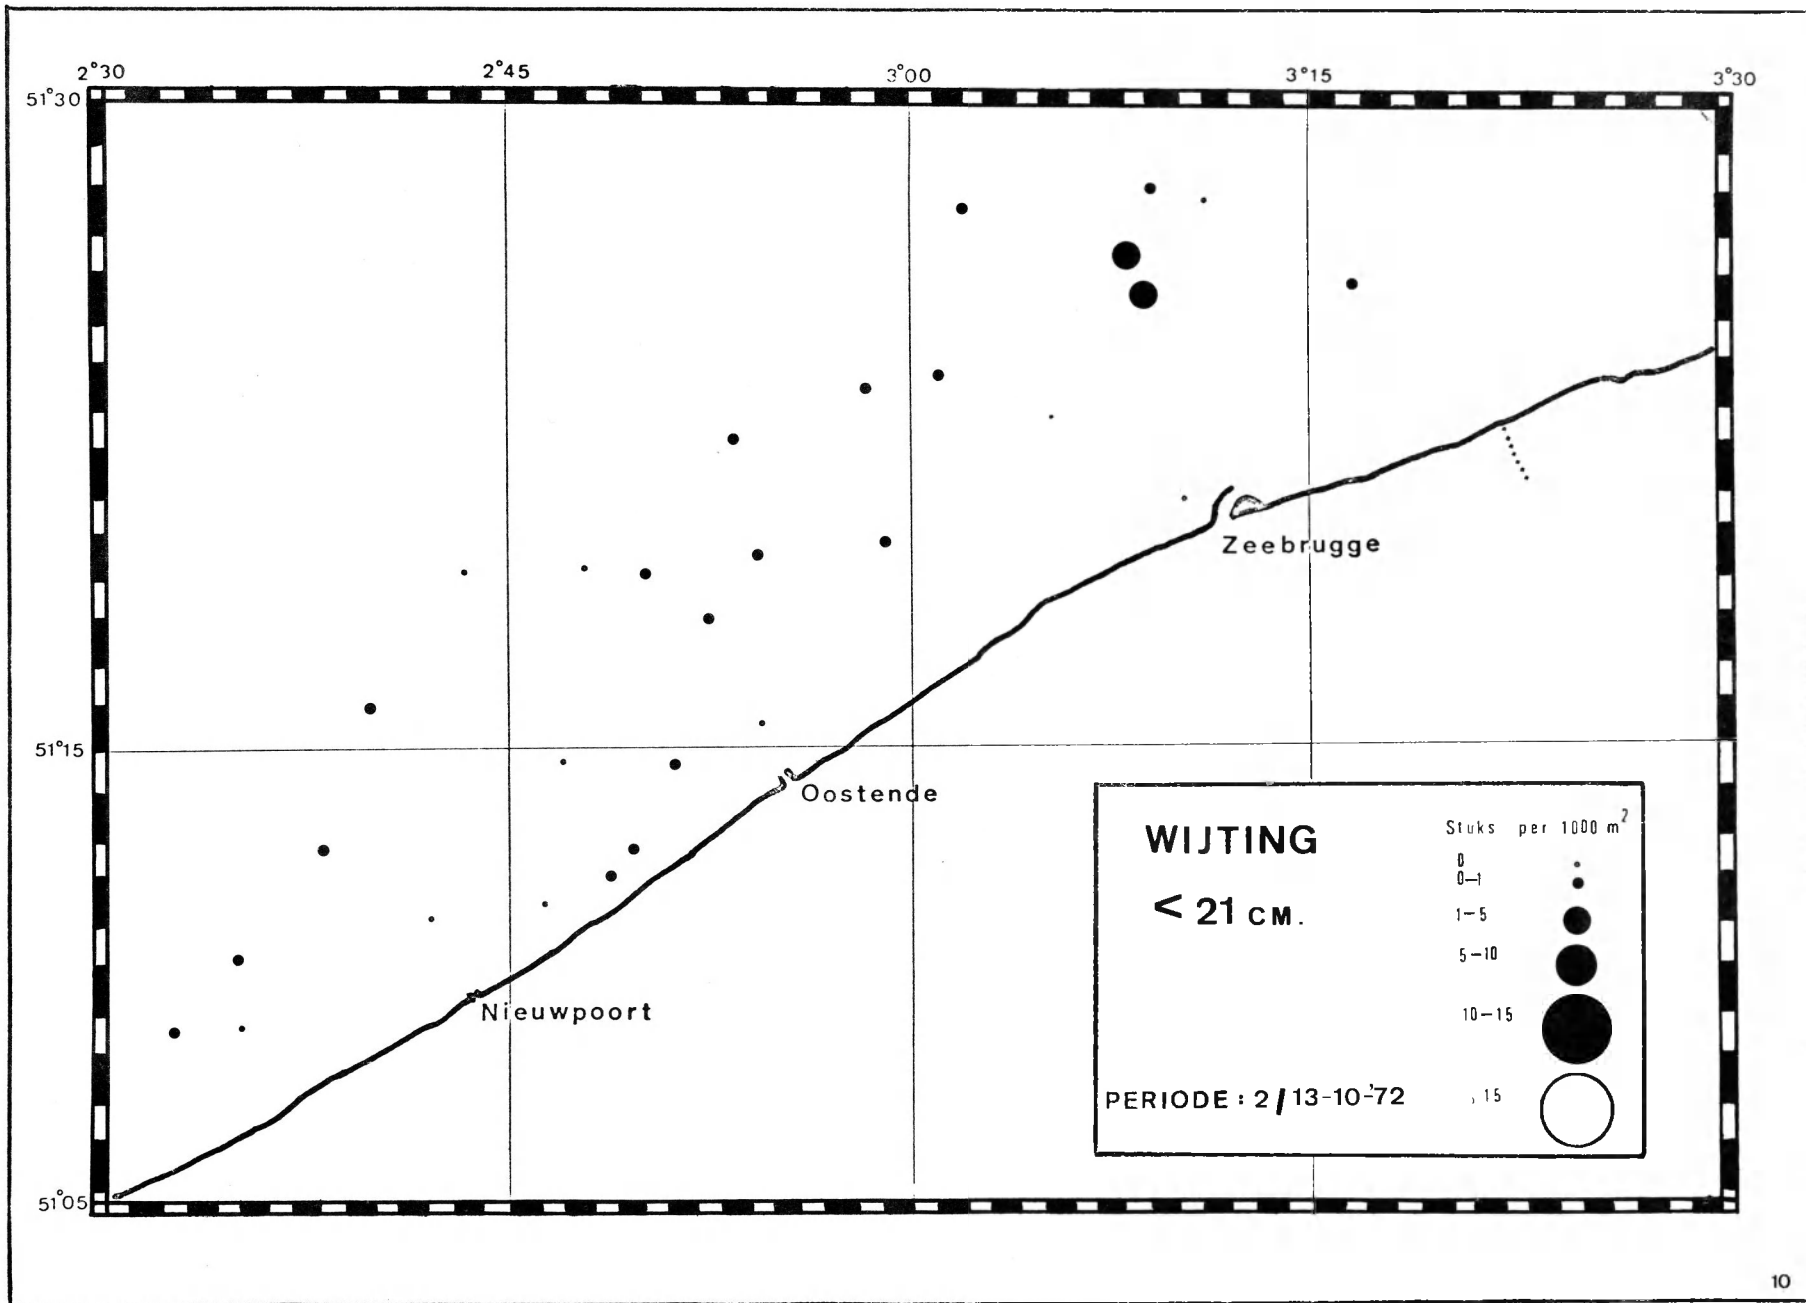 2°30 2°45 3°00 3°15 3°30
51°30
Zeebrugge
51°15
Oostende
WIJTING
< 21 CM.
Stuks per 1000 m²
0
0-1
1-5
5-10
10-15
15
Nieuwpoort
PERIODE: 2/13-10-'72
51°05
10